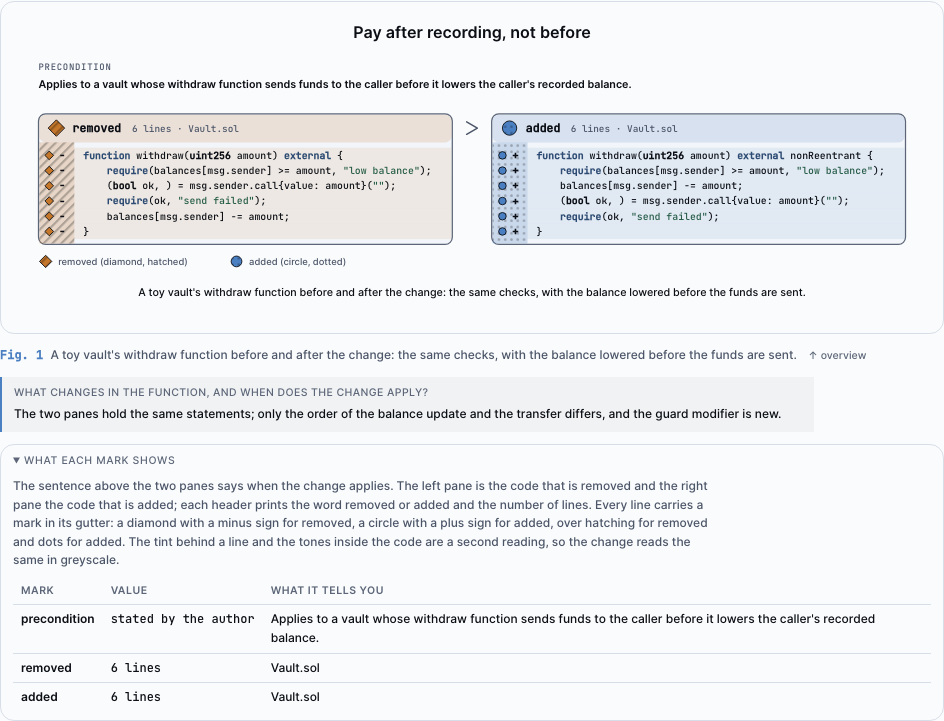 Pay after recording, not before
PRECONDITION
Applies to a vault whose withdraw function sends funds to the caller before it lowers the caller's recorded balance.
removed 6 lines · Vault.sol
- function withdraw(uint256 amount) external {
- require(balances[msg.sender] >= amount, "low balance");
- (bool ok, ) = msg.sender.call{value: amount}("");
- require(ok, "send failed");
- balances[msg.sender] -= amount;
- }
>
added 6 lines · Vault.sol
+ function withdraw(uint256 amount) external nonReentrant {
+ require(balances[msg.sender] >= amount, "low balance");
+ balances[msg.sender] -= amount;
+ (bool ok, ) = msg.sender.call{value: amount}("");
+ require(ok, "send failed");
+ }
removed (diamond, hatched) added (circle, dotted)
A toy vault's withdraw function before and after the change: the same checks, with the balance lowered before the funds are sent.
Fig. 1 A toy vault's withdraw function before and after the change: the same checks, with the balance lowered before the funds are sent. ↑ overview
WHAT CHANGES IN THE FUNCTION, AND WHEN DOES THE CHANGE APPLY?
The two panes hold the same statements; only the order of the balance update and the transfer differs, and the guard modifier is new.
▼ WHAT EACH MARK SHOWS
The sentence above the two panes says when the change applies. The left pane is the code that is removed and the right
pane the code that is added; each header prints the word removed or added and the number of lines. Every line carries a
mark in its gutter: a diamond with a minus sign for removed, a circle with a plus sign for added, over hatching for removed
and dots for added. The tint behind a line and the tones inside the code are a second reading, so the change reads the
same in greyscale.
MARK VALUE WHAT IT TELLS YOU
precondition stated by the author Applies to a vault whose withdraw function sends funds to the caller before it lowers the caller's recorded
balance.
removed 6 lines Vault.sol
added 6 lines Vault.sol